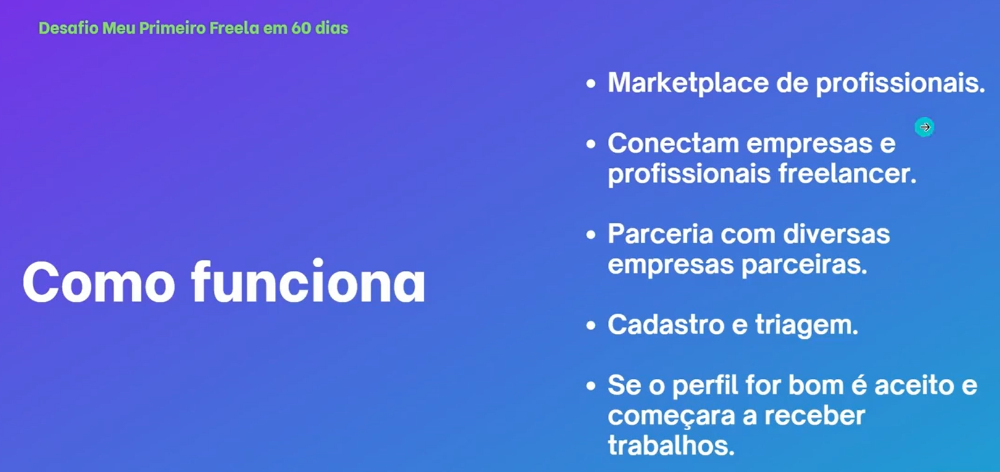 Desafio Meu Primeiro Freela em 60 dias
Como funciona
• Marketplace de profissionais.
• Conectam empresas e
profissionais freelancer.
• Parceria com diversas
empresas parceiras.
• Cadastro e triagem.
• Se o perfil for bom é aceito e
começara a receber
trabalhos.